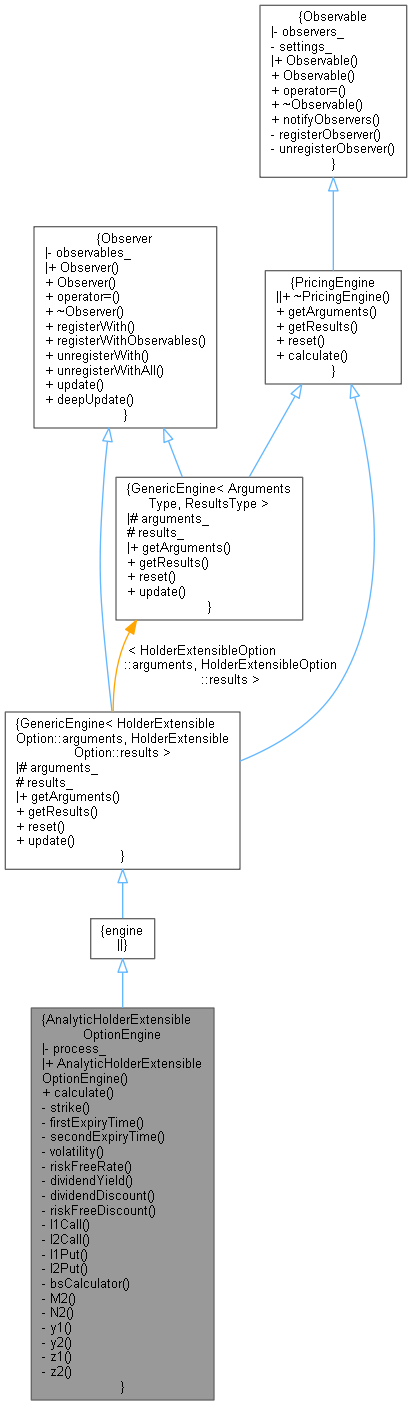 {Observable
|- observers_
- settings_
|+ Observable()
+ Observable()
+ operator=()
+ ~Observable()
+ notifyObservers()
- registerObserver()
- unregisterObserver()
}
{Observer
|- observables_
|+ Observer()
+ Observer()
+ operator=()
+ ~Observer()
+ registerWith()
+ registerWithObservables()
+ unregisterWith()
+ unregisterWithAll()
+ update()
+ deepUpdate()
}
{PricingEngine
||+ ~PricingEngine()
+ getArguments()
+ getResults()
+ reset()
+ calculate()
}
{GenericEngine< Arguments
Type, ResultsType >
|# arguments_
# results_
|+ getArguments()
+ getResults()
+ reset()
+ update()
}
< HolderExtensibleOption
::arguments, HolderExtensibleOption
::results >
{GenericEngine< HolderExtensible
Option::arguments, HolderExtensible
Option::results >
|# arguments_
# results_
|+ getArguments()
+ getResults()
+ reset()
+ update()
}
{engine
||}
{AnalyticHolderExtensible
OptionEngine
|- process_
|+ AnalyticHolderExtensible
OptionEngine()
+ calculate()
- strike()
- firstExpiryTime()
- secondExpiryTime()
- volatility()
- riskFreeRate()
- dividendYield()
- dividendDiscount()
- riskFreeDiscount()
- I1Call()
- I2Call()
- I1Put()
- I2Put()
- bsCalculator()
- M2()
- N2()
- y1()
- y2()
- z1()
- z2()
}